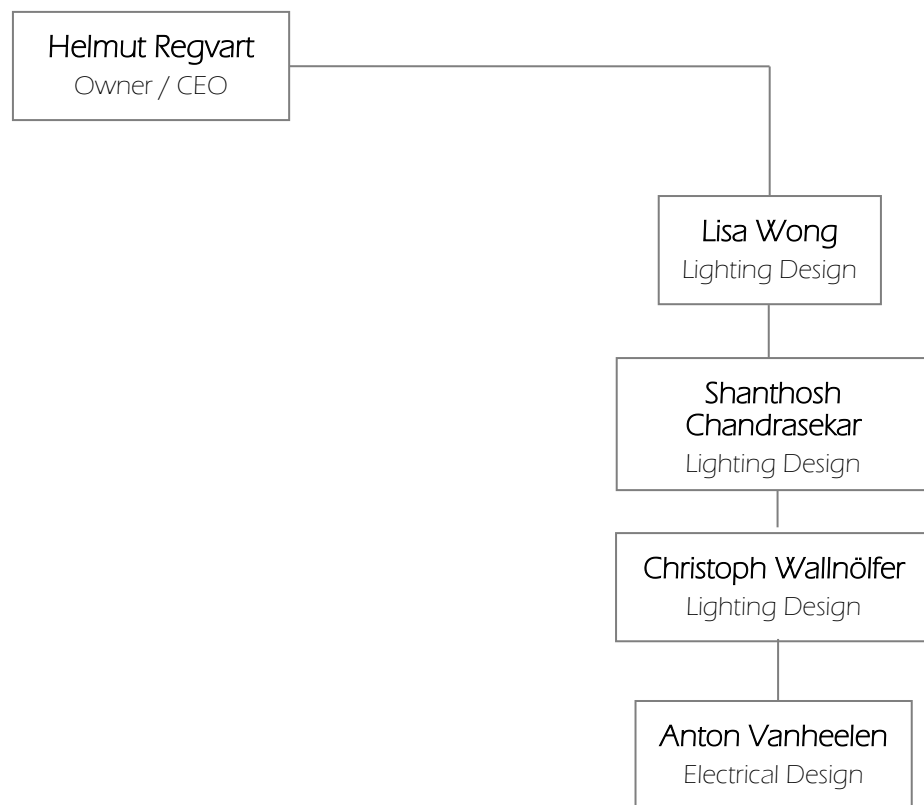 Helmut Regvart
Owner / CEO
Lisa Wong
Lighting Design
Shanthosh
Chandrasekar
Lighting Design
Christoph Wallnölfer
Lighting Design
Anton Vanheelen
Electrical Design